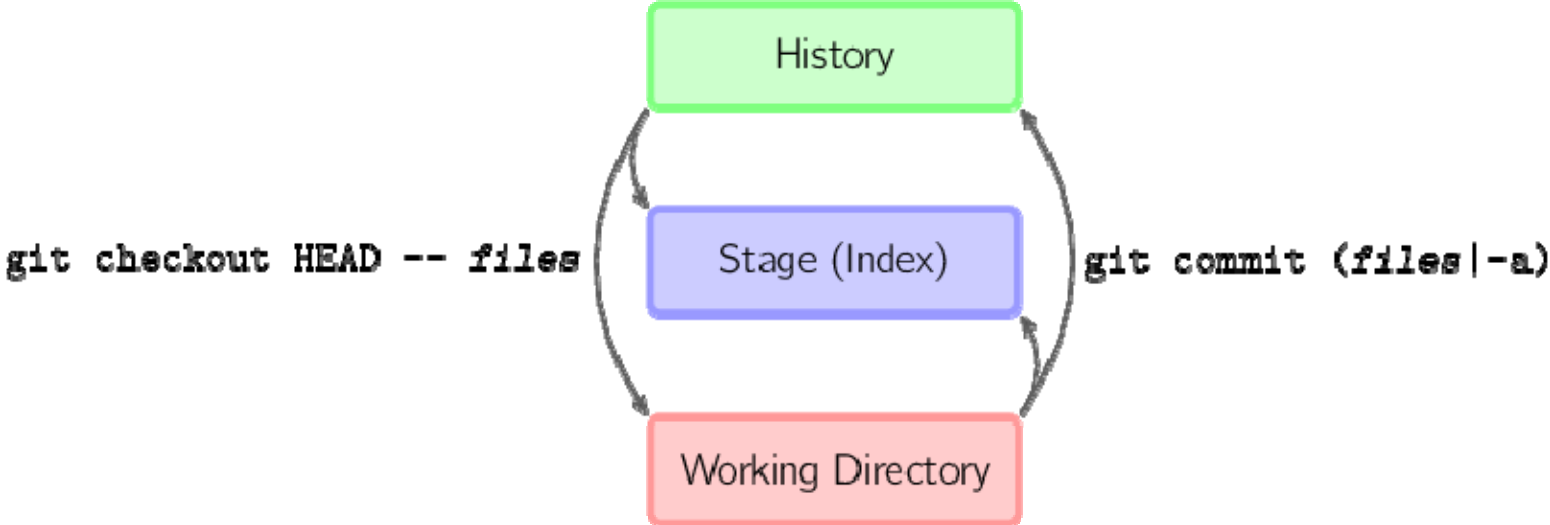 History
git checkout HEAD -- files
Stage (Index)
git commit (files|-a)
Working Directory